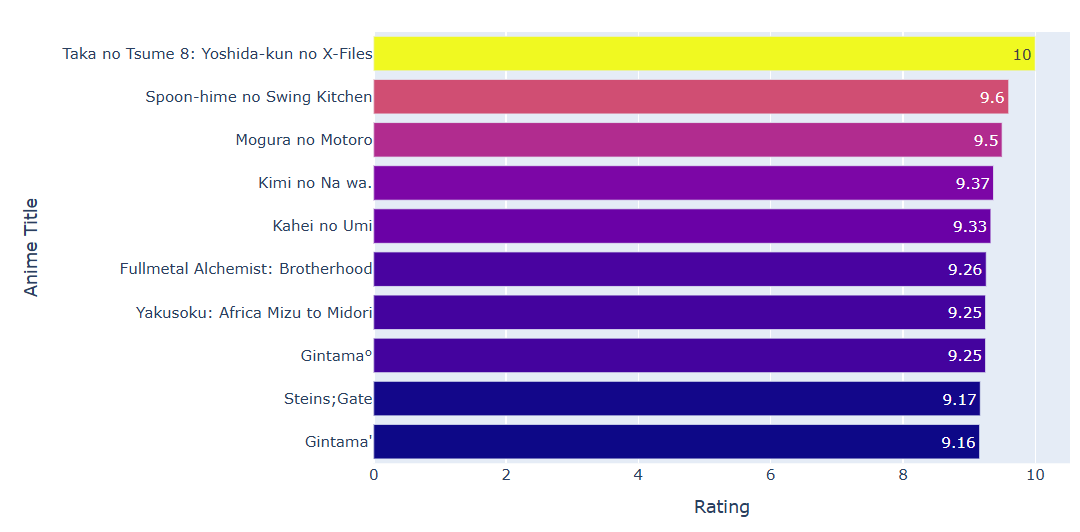 Taka no Tsume 8: Yoshida-kun no X-Files 10
Spoon-hime no Swing Kitchen 9.6
Mogura no Motoro 9.5
Kimi no Na wa. 9.37
Kahei no Umi 9.33
Fullmetal Alchemist: Brotherhood 9.26
Yakusoku: Africa Mizu to Midori 9.25
Gintama° 9.25
Steins;Gate 9.17
Gintama' 9.16
0 2 4 6 8 10
Rating
Anime Title